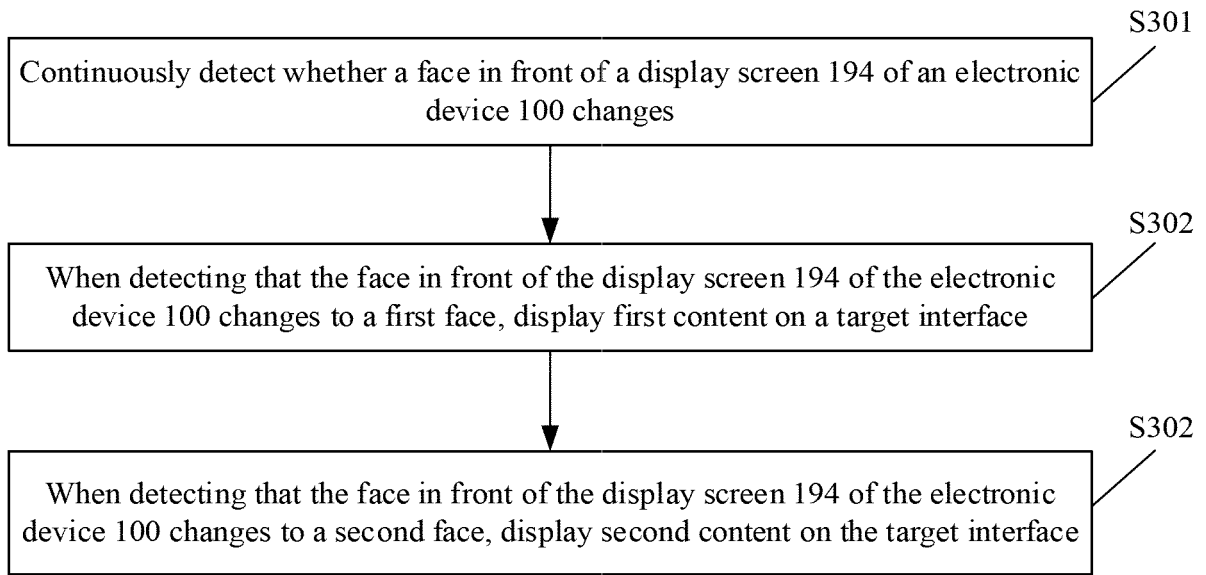 S301
Continuously detect whether a face in front of a display screen 194 of an electronic
device 100 changes
S302
When detecting that the face in front of the display screen 194 of the electronic
device 100 changes to a first face, display first content on a target interface
S302
When detecting that the face in front of the display screen 194 of the electronic
device 100 changes to a second face, display second content on the target interface